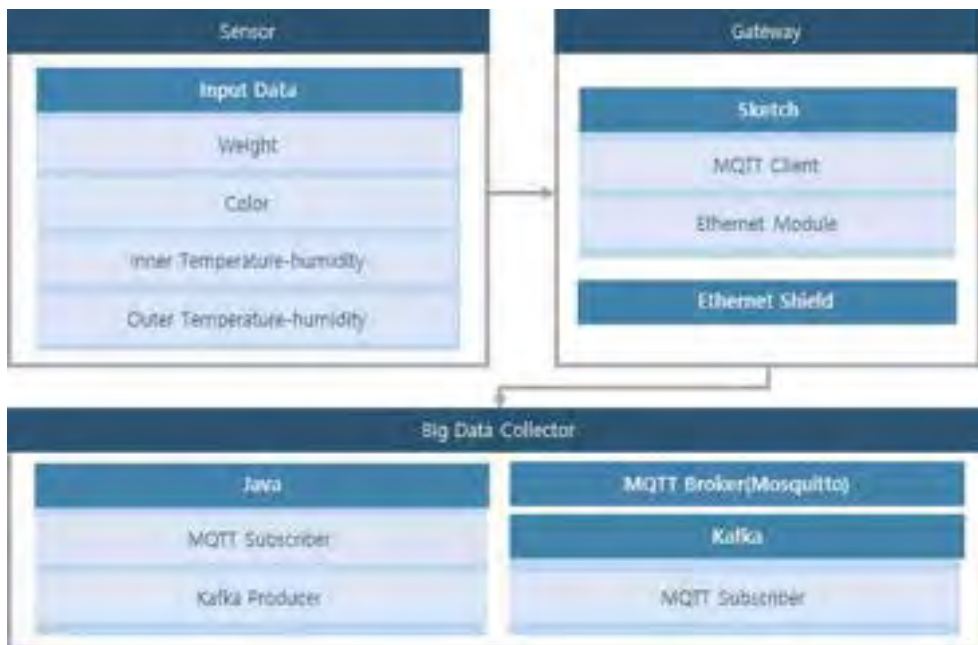 Sensor
Input Data
Weight
Color
Inner Temperature-humidity
Outer Temperature-humidity
Gateway
Sketch
MQTT Client
Ethernet Module
Ethernet Shield
Big Data Collector
Java
MQTT Subscriber
Kafka Producer
MQTT Broker(Mosquitto)
Kafka
MQTT Subscriber